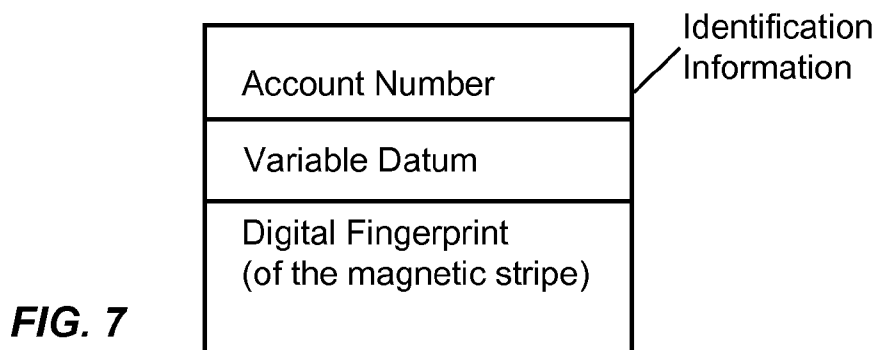 Identification
Information
Account Number
Variable Datum
Digital Fingerprint
(of the magnetic stripe)
FIG. 7